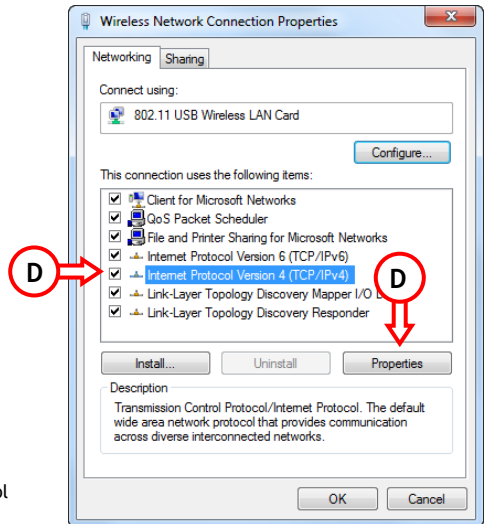 Wireless Network Connection Properties
Networking Sharing
Connect using:
802.11 USB Wireless LAN Card
Configure...
This connection uses the following items:
Client for Microsoft Networks
QoS Packet Scheduler
File and Printer Sharing for Microsoft Networks
Internet Protocol Version 6 (TCP/IPv6)
D Internet Protocol Version 4 (TCP/IPv4) D
Link-Layer Topology Discovery Mapper I/O
Link-Layer Topology Discovery Responder
Install... Uninstall Properties
Description
Transmission Control Protocol/Internet Protocol. The default
wide area network protocol that provides communication
across diverse interconnected networks.
ol
OK Cancel